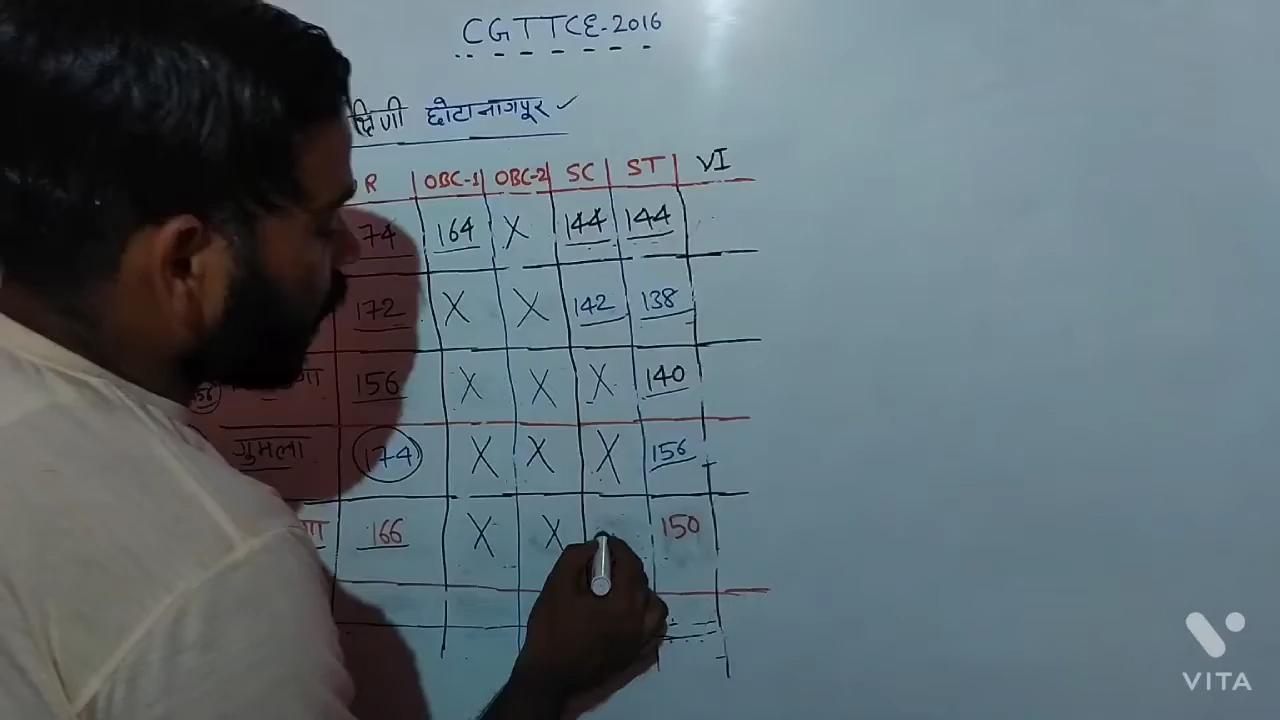 CGTTCE-2016
छोटानागपुर ✓
R OBC-1 OBC-2 SC ST VI
74 164 X 144 144
172 X X 142 138
156 X X X 140
गुमला 174 X X X 156
166 X X 150
VITA